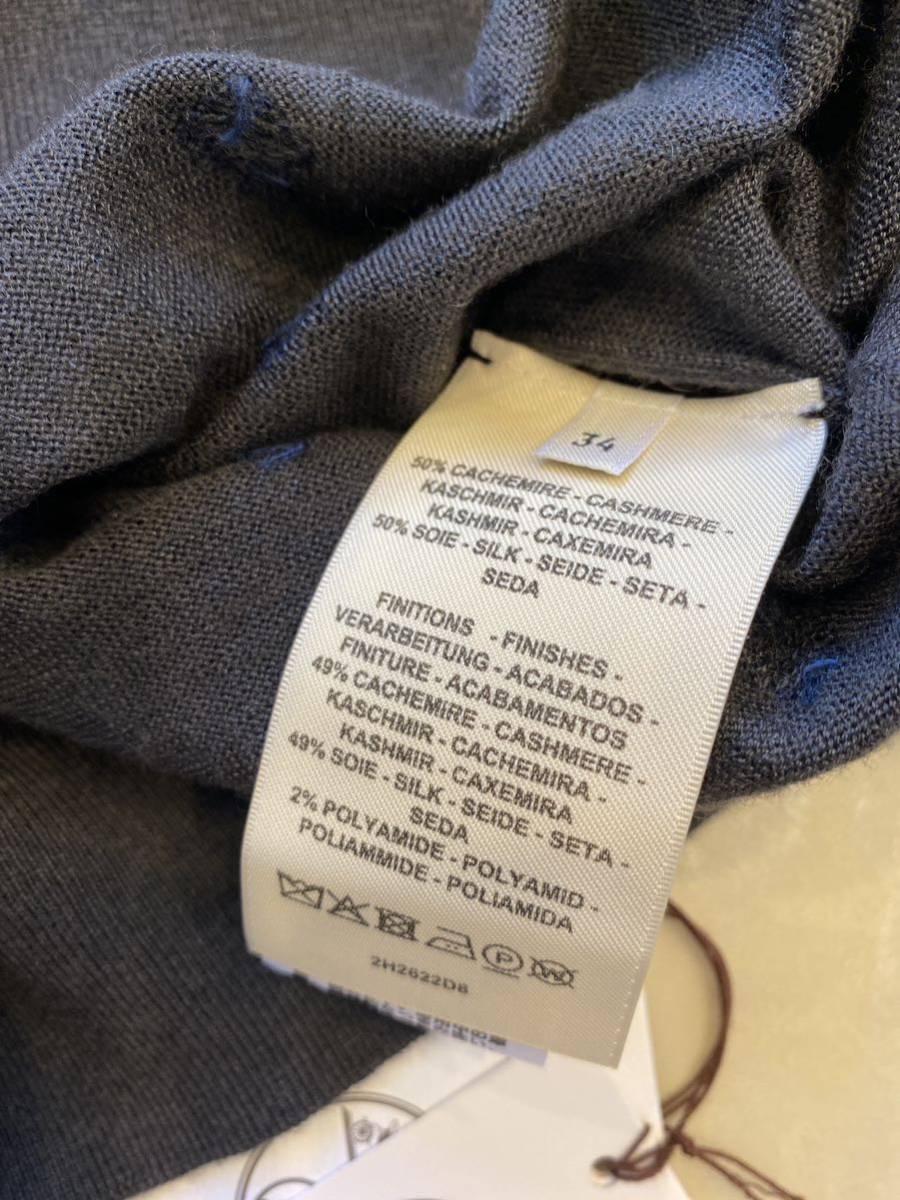 34
50% CACHEMIRE - CASHMERE -
KASCHMIR - CACHEMIRA -
KASHMIR - CAXEMIRA
50% SOIE - SILK - SEIDE - SETA -
SEDA
FINITIONS - FINISHES -
VERARBEITUNG - ACABADOS -
FINITURE - ACABAMENTOS
49% CACHEMIRE - CASHMERE -
KASCHMIR - CACHEMIRA -
KASHMIR - CAXEMIRA
49% SOIE - SILK - SEIDE - SETA -
SEDA
2% POLYAMIDE - POLYAMID -
POLIAMMIDE - POLIAMIDA
P W
2H2622D8